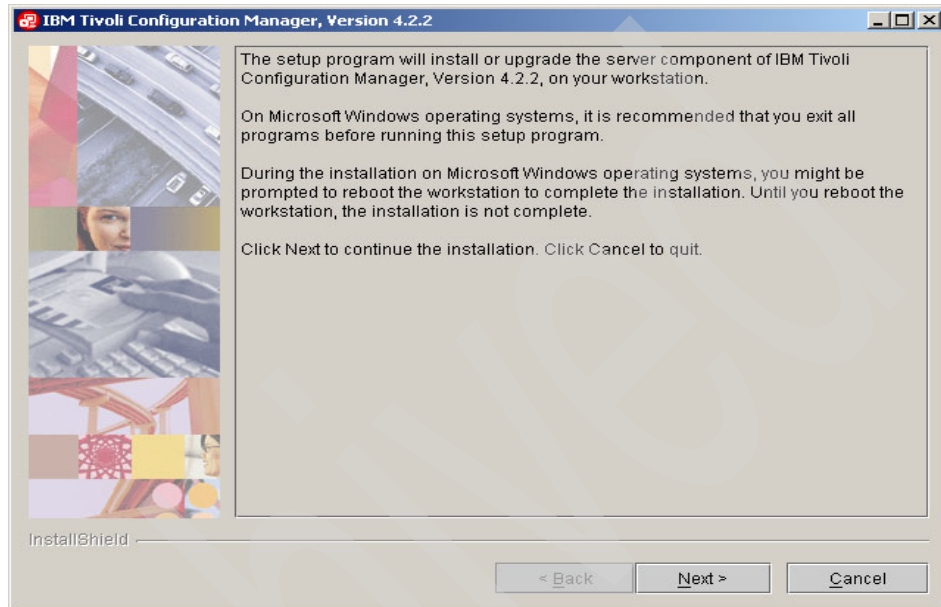 IBM Tivoli Configuration Manager, Version 4.2.2
The setup program will install or upgrade the server component of IBM Tivoli
Configuration Manager, Version 4.2.2, on your workstation.
On Microsoft Windows operating systems, it is recommended that you exit all
programs before running this setup program.
During the installation on Microsoft Windows operating systems, you might be
prompted to reboot the workstation to complete the installation. Until you reboot the
workstation, the installation is not complete.
Click Next to continue the installation. Click Cancel to quit.
InstallShield
< Back Next > Cancel